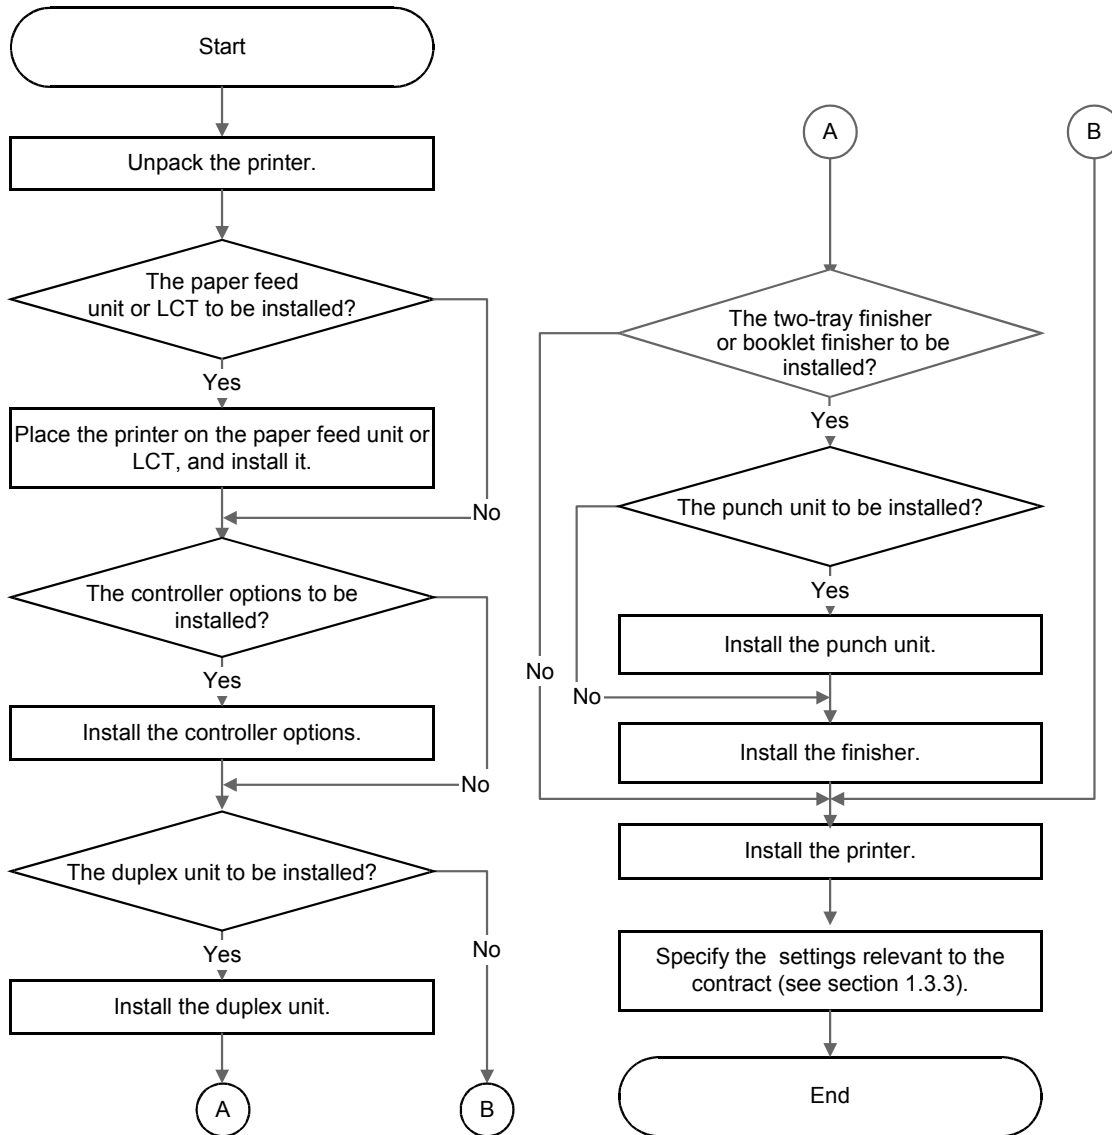 Start
Unpack the printer.
The paper feed
unit or LCT to be installed?
Yes
Place the printer on the paper feed unit or
LCT, and install it.
No
The controller options to be
installed?
Yes
Install the controller options.
No
The duplex unit to be installed?
Yes
No
Install the duplex unit.
A
B
A
B
The two-tray finisher
or booklet finisher to be
installed?
Yes
The punch unit to be installed?
Yes
Install the punch unit.
No
No
Install the finisher.
Install the printer.
Specify the settings relevant to the
contract (see section 1.3.3).
End